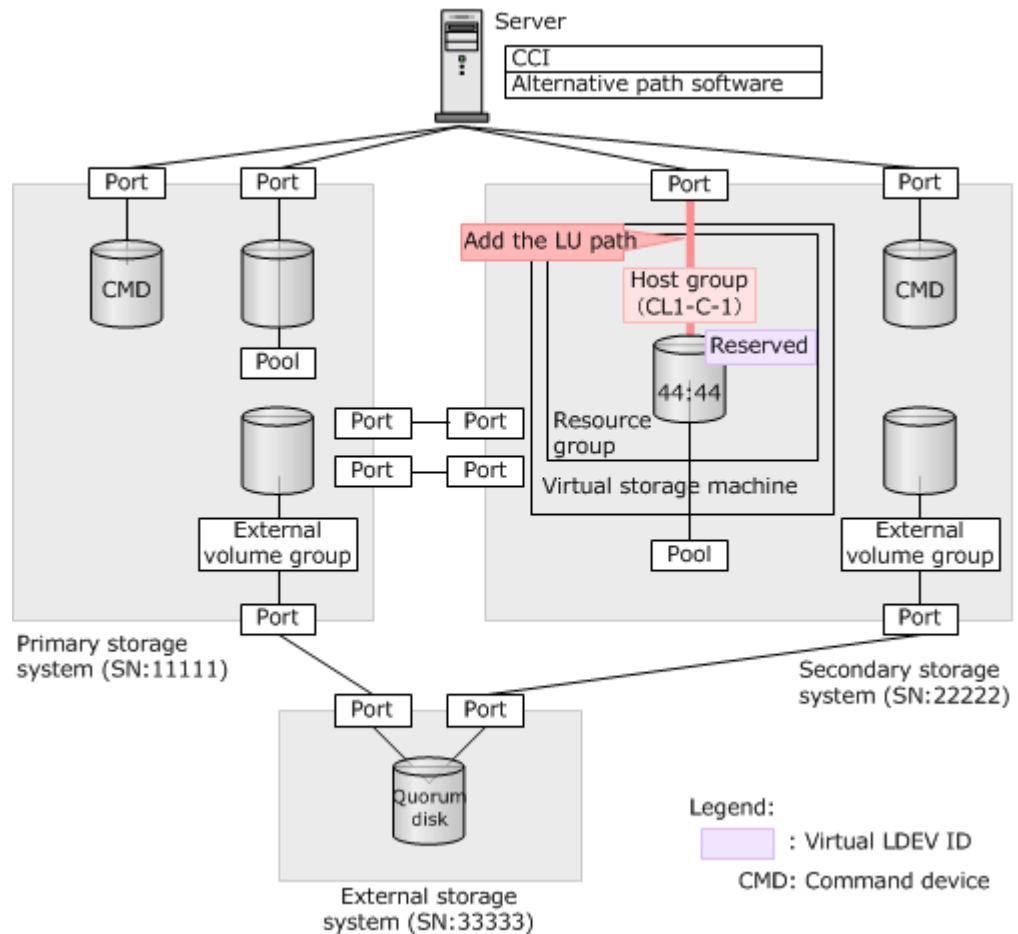 Server
CCI
Alternative path software
Port
Port
Port
Port
Add the LU path
Host group
(CL1-C-1)
CMD
CMD
Reserved
Pool
44:44
Port
Port
Resource
group
Port
Port
Virtual storage machine
External
volume group
Pool
External
volume group
Port
Port
Primary storage
system (SN:11111)
Secondary storage
system (SN:22222)
Port
Port
Quorum
disk
Legend:
: Virtual LDEV ID
CMD: Command device
External storage
system (SN:33333)